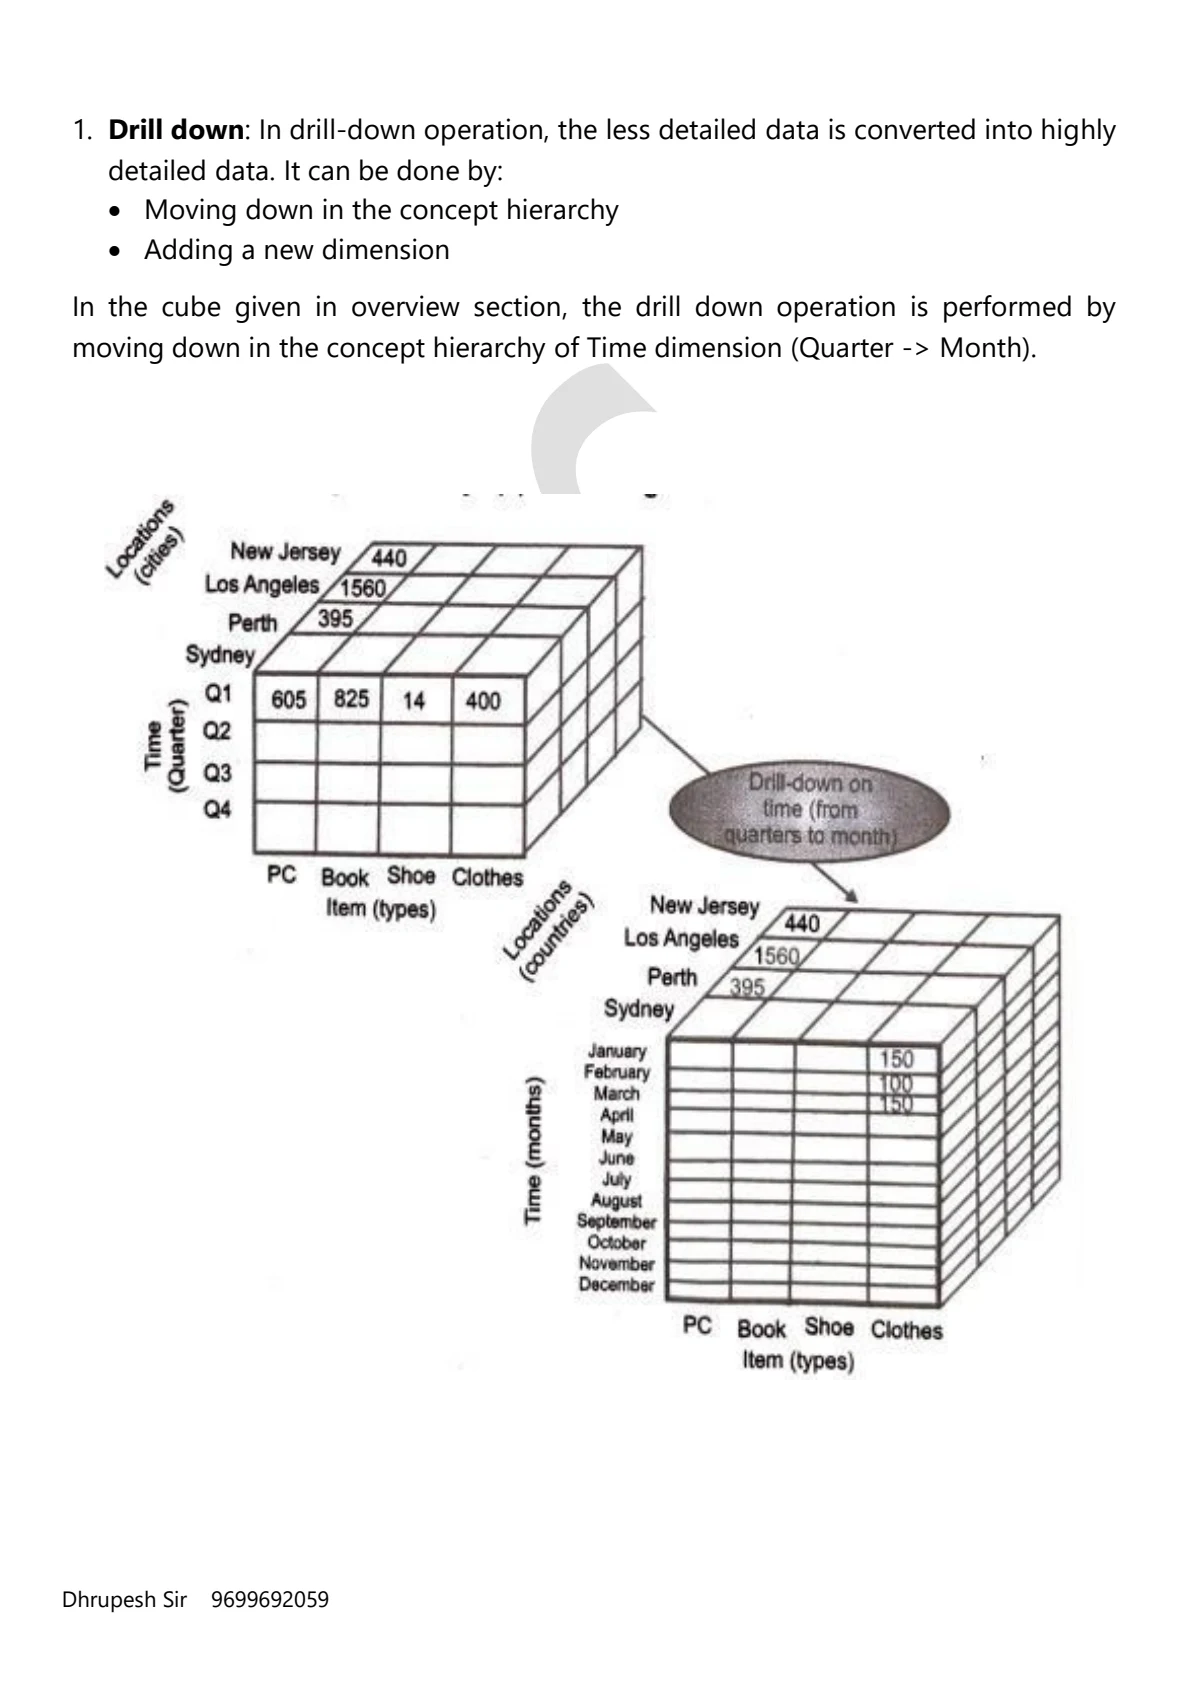 1. Drill down: In drill-down operation, the less detailed data is converted into highly
detailed data. It can be done by:
• Moving down in the concept hierarchy
• Adding a new dimension
In the cube given in overview section, the drill down operation is performed by
moving down in the concept hierarchy of Time dimension (Quarter -> Month).
Locations
(cities)
New Jersey 440
Los Angeles 1560
Perth 395
Sydney
Time
(Quarter)
Q1 605 825 14 400
Q2
Q3
Q4
PC Book Shoe Clothes
Item (types)
Drill-down on
time (from
quarters to month)
Locations
(countries)
New Jersey 440
Los Angeles 1560
Perth 395
Sydney
Time (months)
January 150
February 100
March 150
April
May
June
July
August
September
October
November
December
PC Book Shoe Clothes
Item (types)
Dhrupesh Sir 9699692059